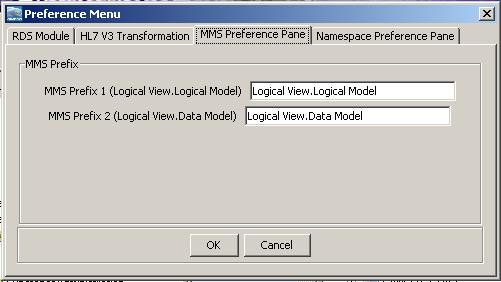 Preference Menu
RDS Module HL7 V3 Transformation MMS Preference Pane Namespace Preference Pane
MMS Prefix
MMS Prefix 1 (Logical View.Logical Model) Logical View.Logical Model
MMS Prefix 2 (Logical View.Data Model) Logical View.Data Model
OK Cancel